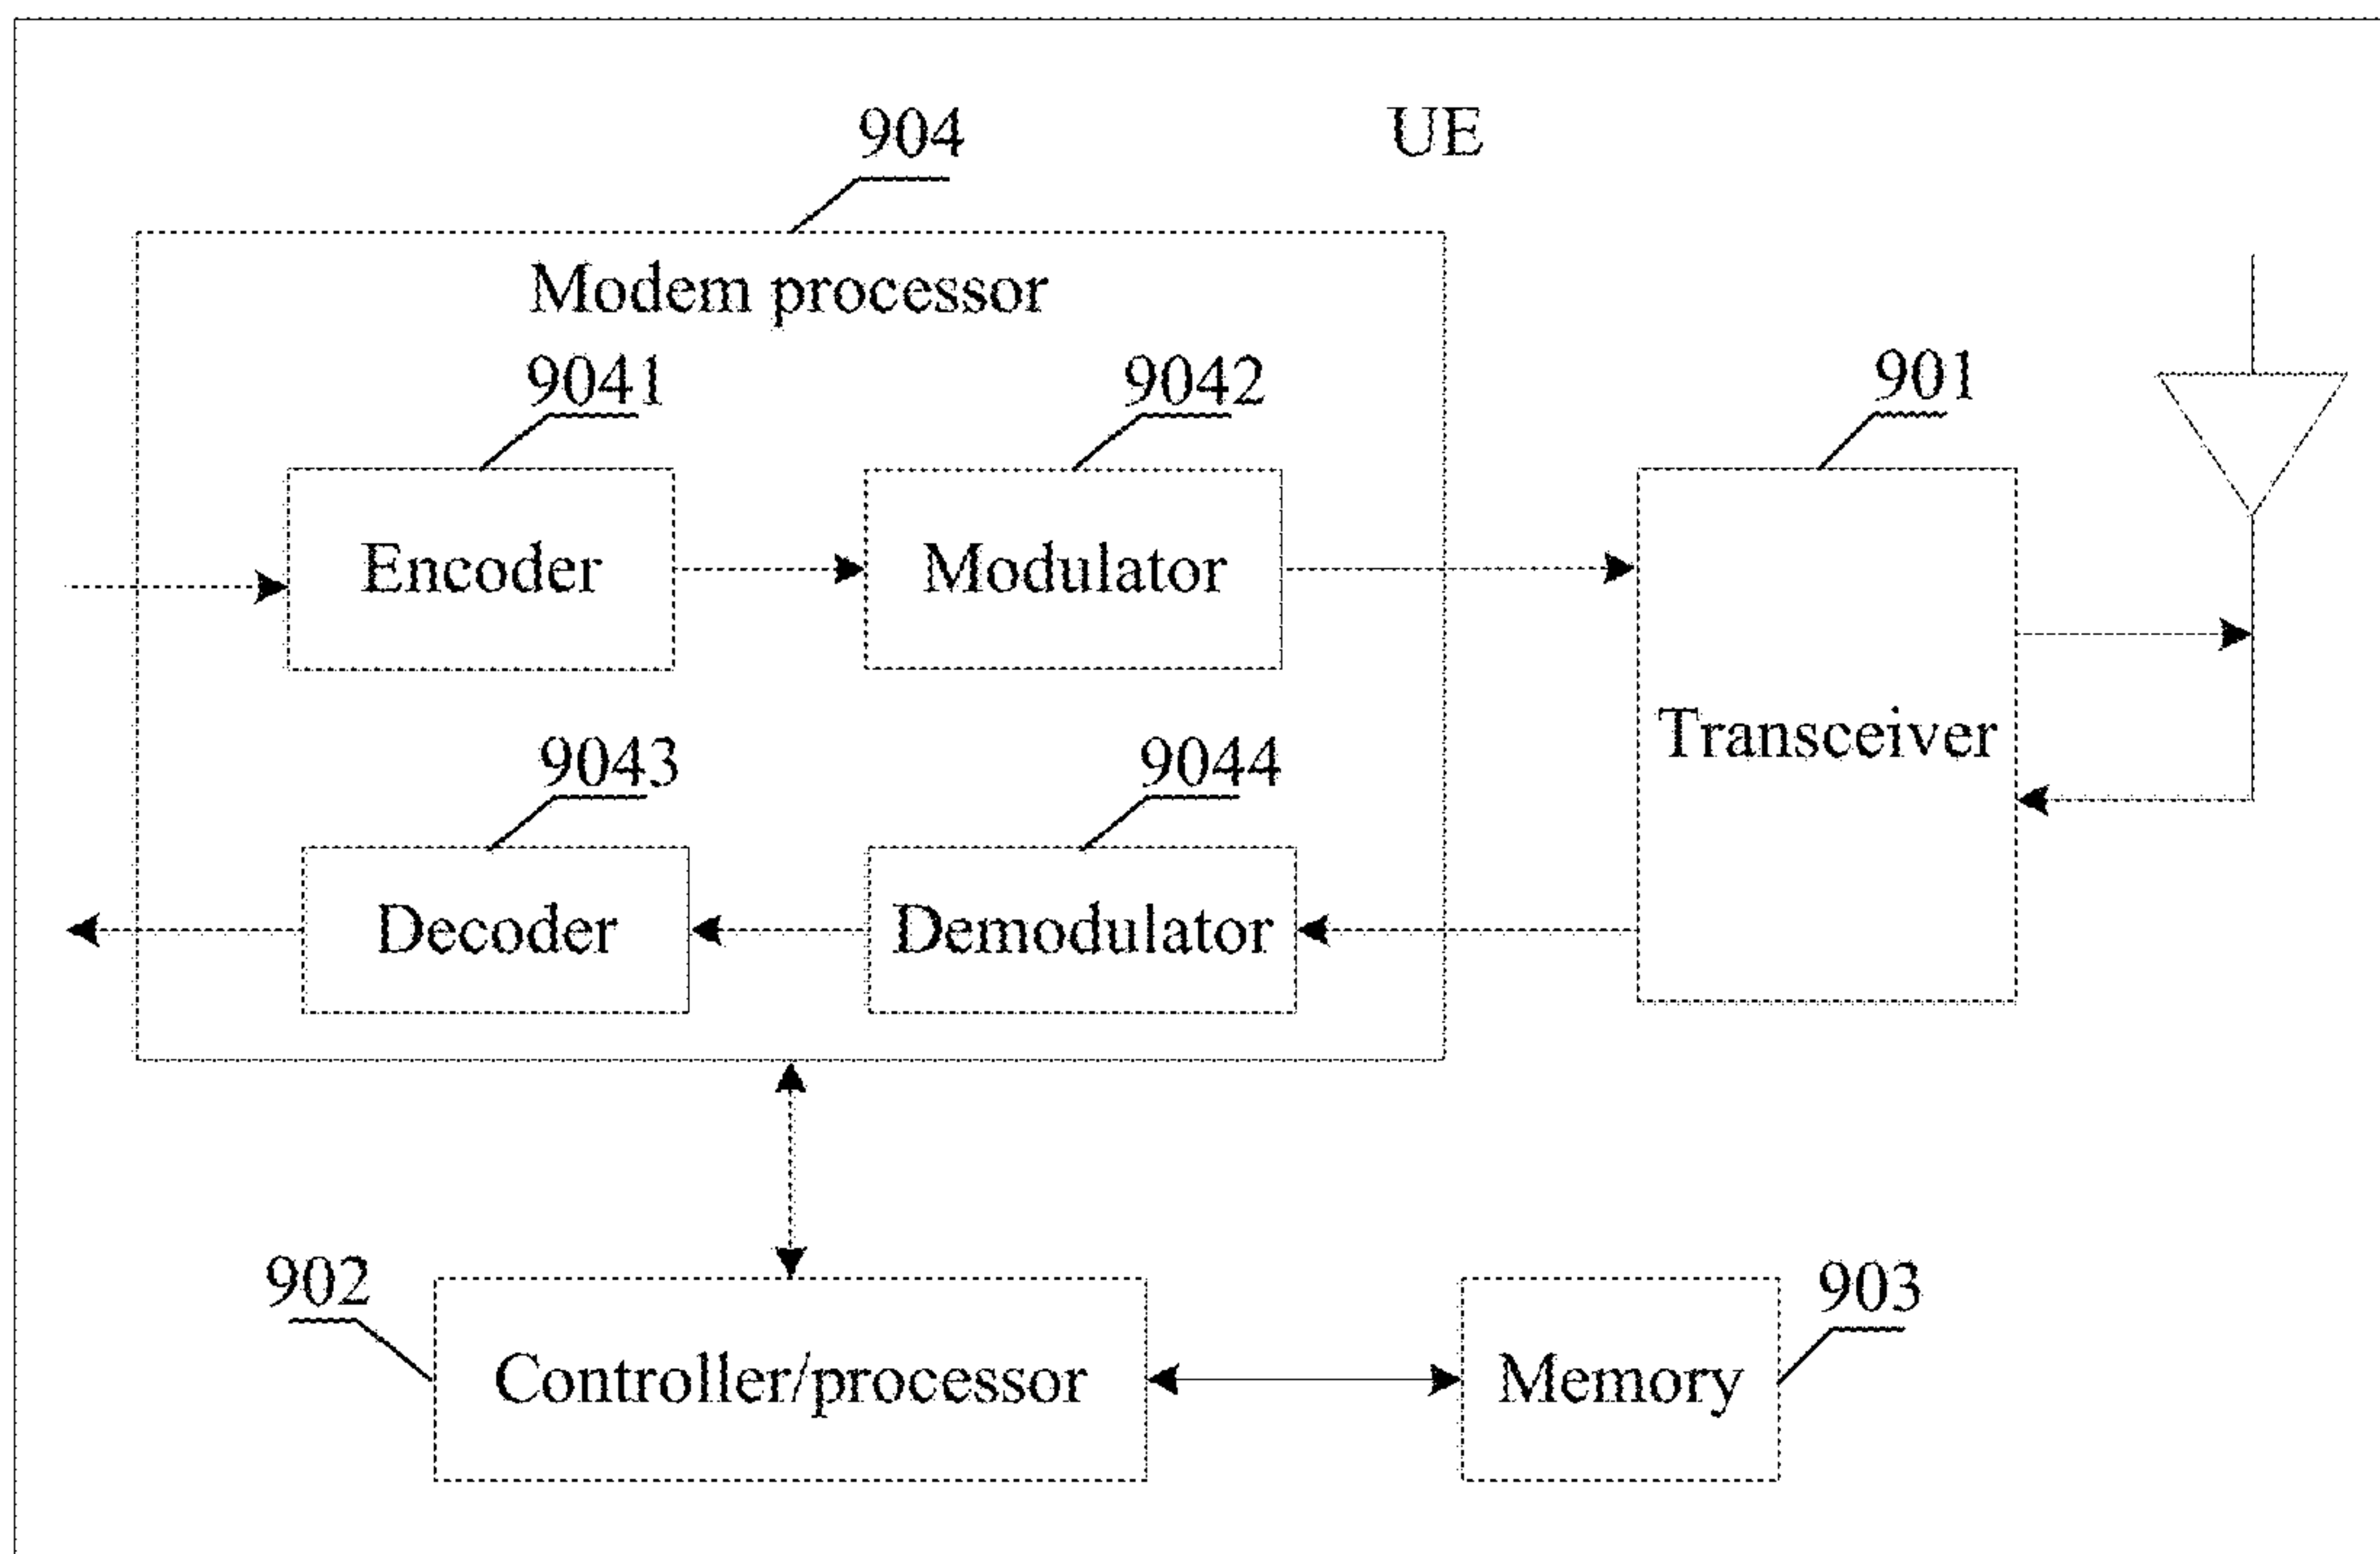 904
UE
Modem processor
9041
9042
901
Encoder
Modulator
Transceiver
9043
9044
Decoder
Demodulator
902
903
Controller/processor
Memory